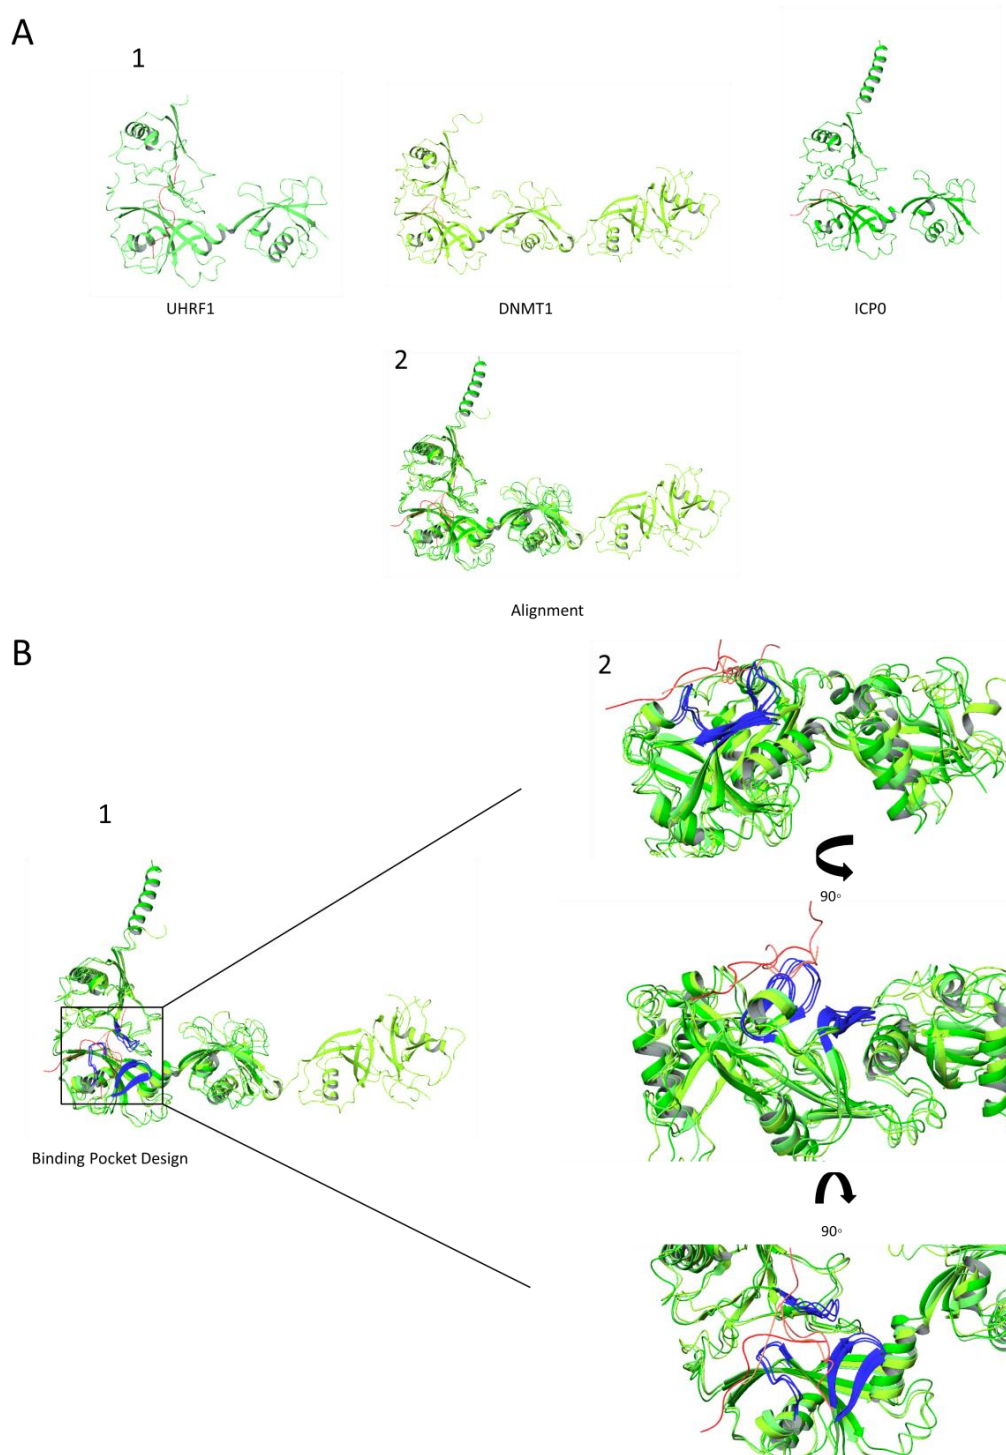 A
1
UHRF1
DNMT1
ICP0
2
Alignment
B
1
Binding Pocket Design
2
90°
90°